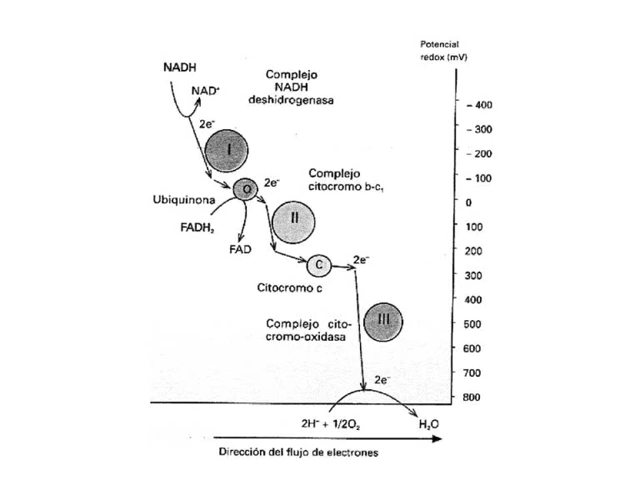 Potencial
redox (mV)
NADH
NAD⁺
Complejo
NADH
deshidrogenasa
2e⁻
I
Ubiquinona
Q
2e⁻
FADH₂
FAD
Complejo
citocromo b-c₁
II
C
2e⁻
Citocromo c
Complejo cito-
cromo-oxidasa
III
2e⁻
2H⁺ + 1/2O₂
H₂O
- 400
- 300
- 200
- 100
0
100
200
300
400
500
600
700
800
Dirección del flujo de electrones